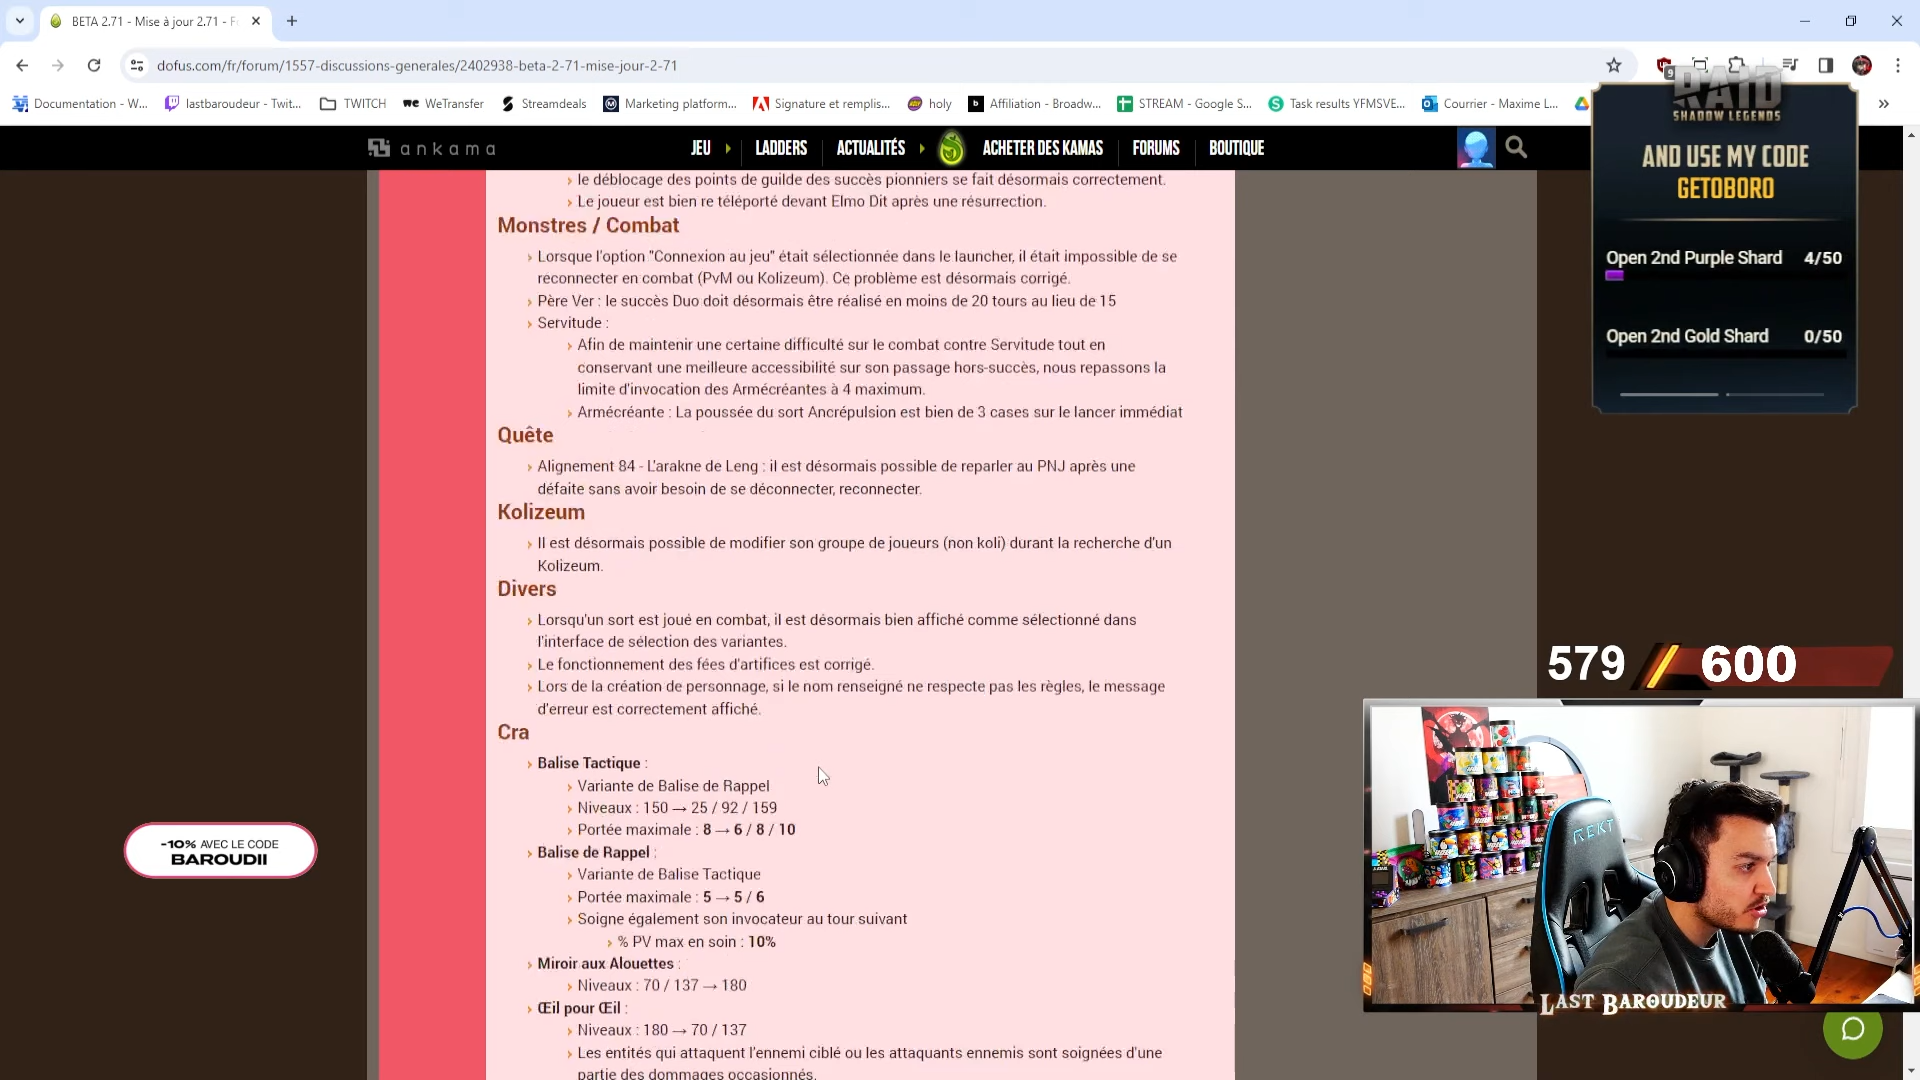 BETA 2.71 - Mise à jour 2.71 - F
dofus.com/fr/forum/1557-discussions-generales/2402938-beta-2-71-mise-jour-2-71
9
Documentation - W...
lastbaroudeur - Twit...
TWITCH
WeTransfer
Streamdeals
Marketing platform...
Signature et remplis...
holy
Affiliation - Broadw...
STREAM - Google S...
Task results YFMSVE...
Courrier - Maxime L...
RAID
SHADOW LEGENDS
AND USE MY CODE
GETOBORO
Open 2nd Purple Shard 4/50
Open 2nd Gold Shard 0/50
ankama
JEU
LADDERS
ACTUALITÉS
ACHETER DES KAMAS
FORUMS
BOUTIQUE
› le déblocage des points de guilde des succès pionniers se fait désormais correctement.
› Le joueur est bien re téléporté devant Elmo Dit après une résurrection.
Monstres / Combat
› Lorsque l'option "Connexion au jeu" était sélectionnée dans le launcher, il était impossible de se
reconnecter en combat (PvM ou Kolizeum). Ce problème est désormais corrigé.
› Père Ver : le succès Duo doit désormais être réalisé en moins de 20 tours au lieu de 15
› Servitude :
› Afin de maintenir une certaine difficulté sur le combat contre Servitude tout en
conservant une meilleure accessibilité sur son passage hors-succès, nous repassons la
limite d'invocation des Armécréantes à 4 maximum.
› Armécréante : La poussée du sort Ancrépulsion est bien de 3 cases sur le lancer immédiat
Quête
› Alignement 84 - L'arakne de Leng : il est désormais possible de reparler au PNJ après une
défaite sans avoir besoin de se déconnecter, reconnecter.
Kolizeum
› Il est désormais possible de modifier son groupe de joueurs (non koli) durant la recherche d'un
Kolizeum.
Divers
› Lorsqu'un sort est joué en combat, il est désormais bien affiché comme sélectionné dans
l'interface de sélection des variantes.
› Le fonctionnement des fées d'artifices est corrigé.
› Lors de la création de personnage, si le nom renseigné ne respecte pas les règles, le message
d'erreur est correctement affiché.
Cra
› Balise Tactique :
› Variante de Balise de Rappel
› Niveaux : 150 → 25 / 92 / 159
› Portée maximale : 8 → 6 / 8 / 10
› Balise de Rappel :
› Variante de Balise Tactique
› Portée maximale : 5 → 5 / 6
› Soigne également son invocateur au tour suivant
› % PV max en soin : 10%
› Miroir aux Alouettes :
› Niveaux : 70 / 137 → 180
› Œil pour Œil :
› Niveaux : 180 → 70 / 137
› Les entités qui attaquent l'ennemi ciblé ou les attaquants ennemis sont soignées d'une
partie des dommages occasionnés.
-10% AVEC LE CODE
BAROUDII
579 / 600
REKT
LAST BAROUDEUR